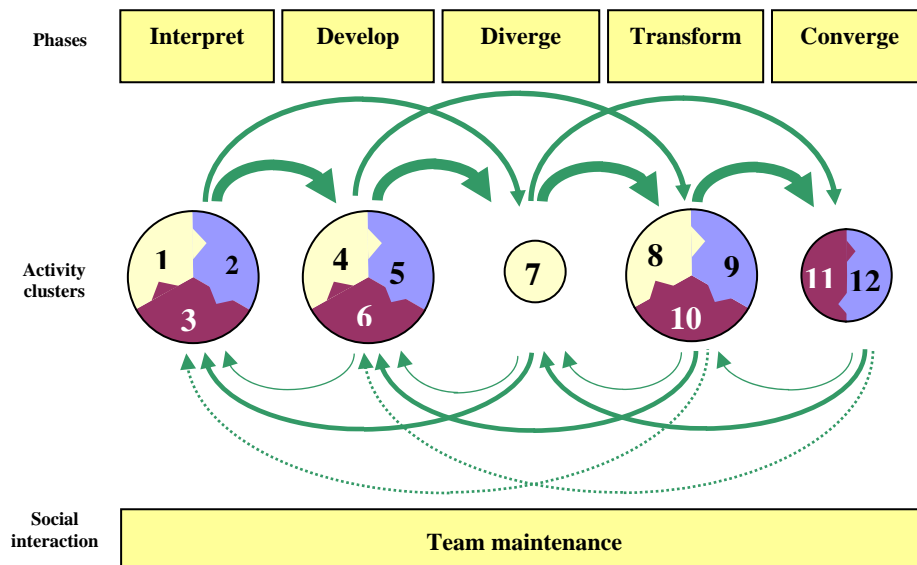 Phases
Interpret
Develop
Diverge
Transform
Converge
Activity
clusters
1
2
3
4
5
6
7
8
9
10
11
12
Social
interaction
Team maintenance